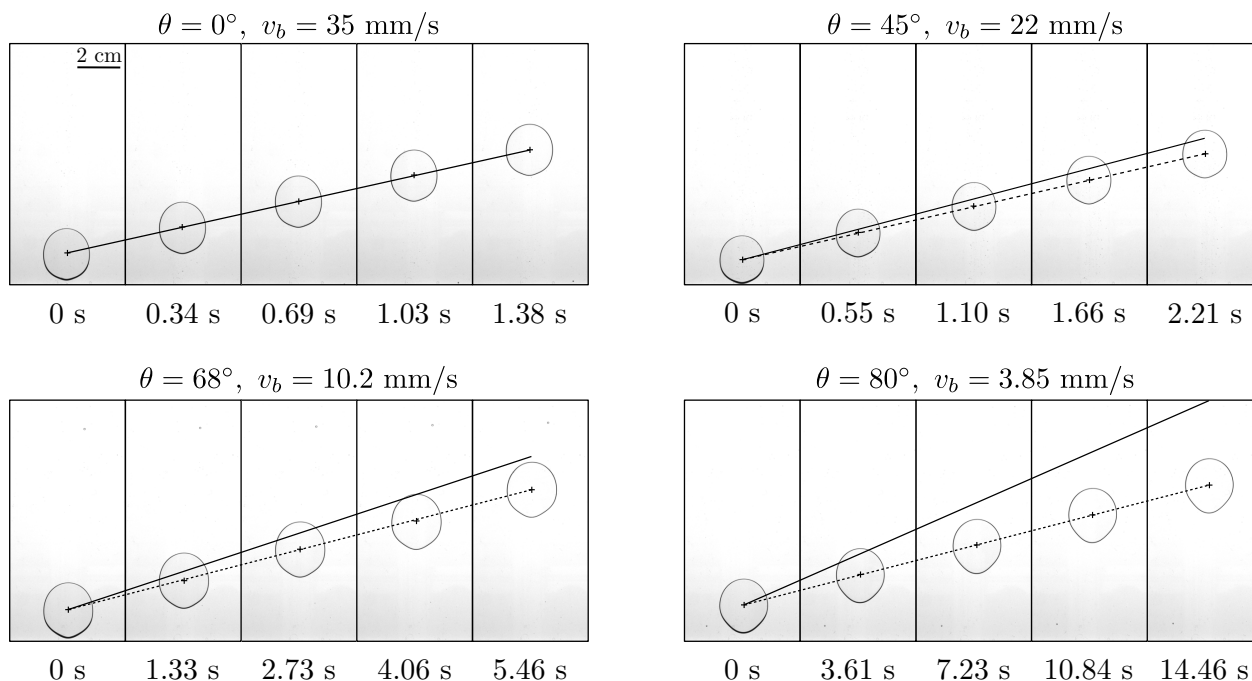 θ = 0°, v_b = 35 mm/s
2 cm
0 s 0.34 s 0.69 s 1.03 s 1.38 s
θ = 45°, v_b = 22 mm/s
0 s 0.55 s 1.10 s 1.66 s 2.21 s
θ = 68°, v_b = 10.2 mm/s
0 s 1.33 s 2.73 s 4.06 s 5.46 s
θ = 80°, v_b = 3.85 mm/s
0 s 3.61 s 7.23 s 10.84 s 14.46 s